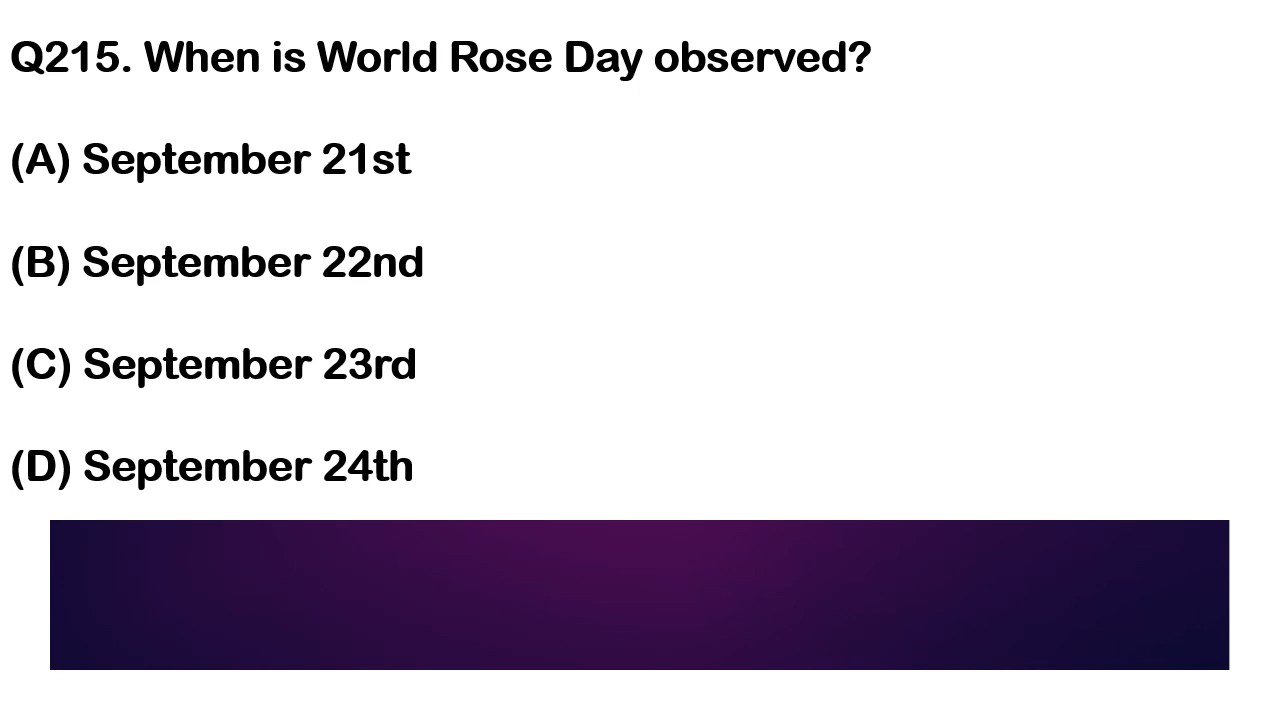 Q215. When is World Rose Day observed?
(A) September 21st
(B) September 22nd
(C) September 23rd
(D) September 24th